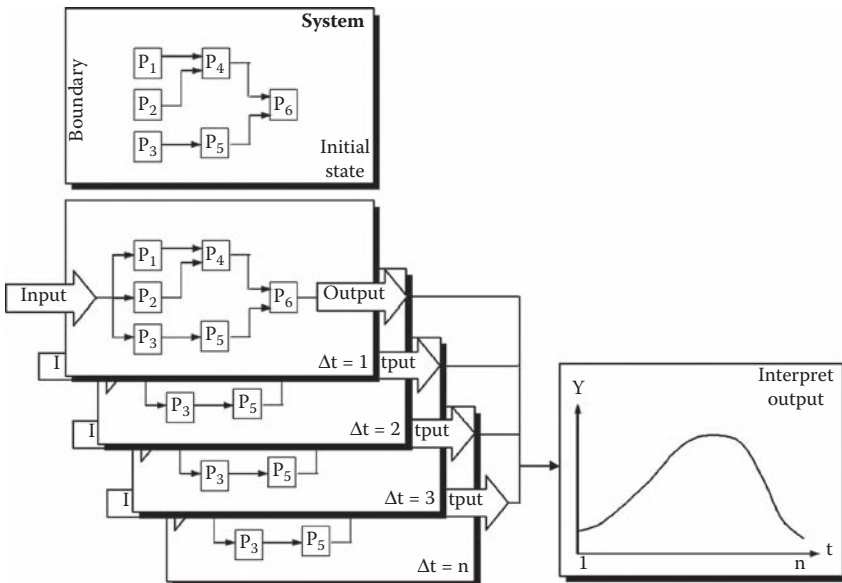 System
Boundary
P1
P4
P2
P6
P3
P5
Initial
state
Input
P1
P4
P2
P6
Output
P3
P5
Δt = 1
I
tput
P3
P5
Δt = 2
I
tput
P3
P5
Δt = 3
I
tput
P3
P5
Δt = n
Interpret
output
Y
1
n
t